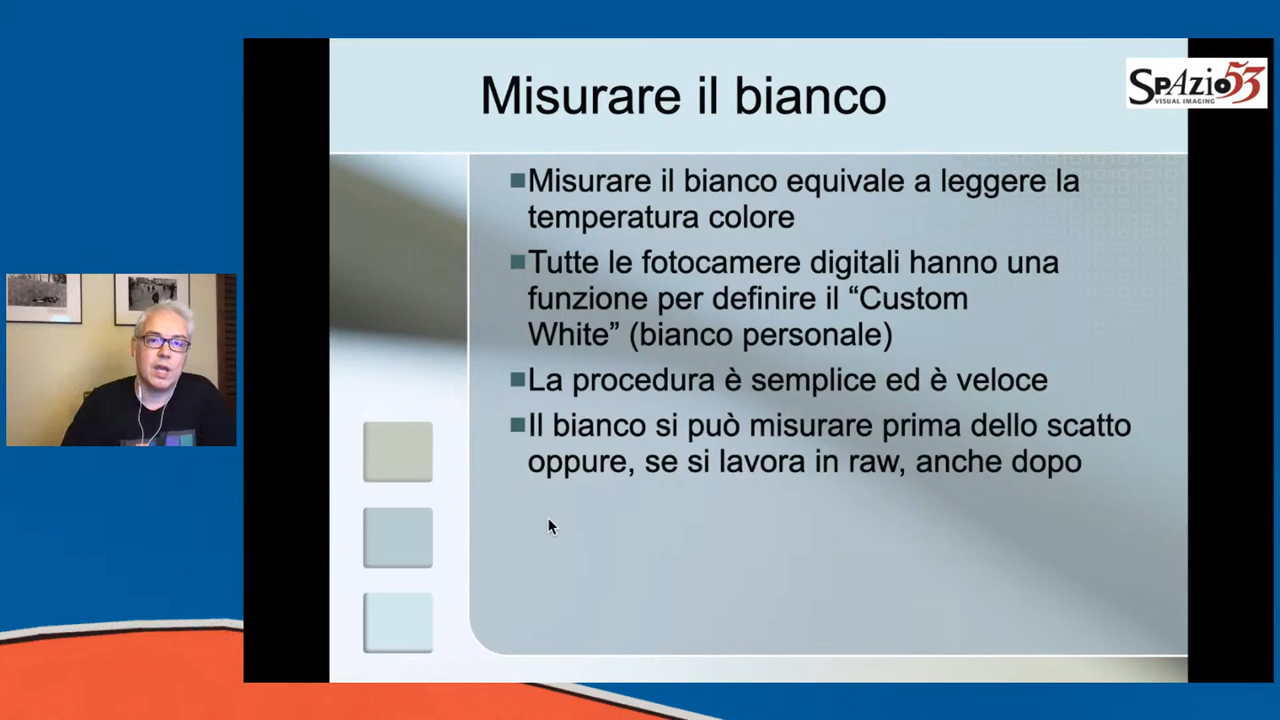 Misurare il bianco
SPAZIO53
VISUAL IMAGING
Misurare il bianco equivale a leggere la
temperatura colore
Tutte le fotocamere digitali hanno una
funzione per definire il “Custom
White” (bianco personale)
La procedura è semplice ed è veloce
Il bianco si può misurare prima dello scatto
oppure, se si lavora in raw, anche dopo